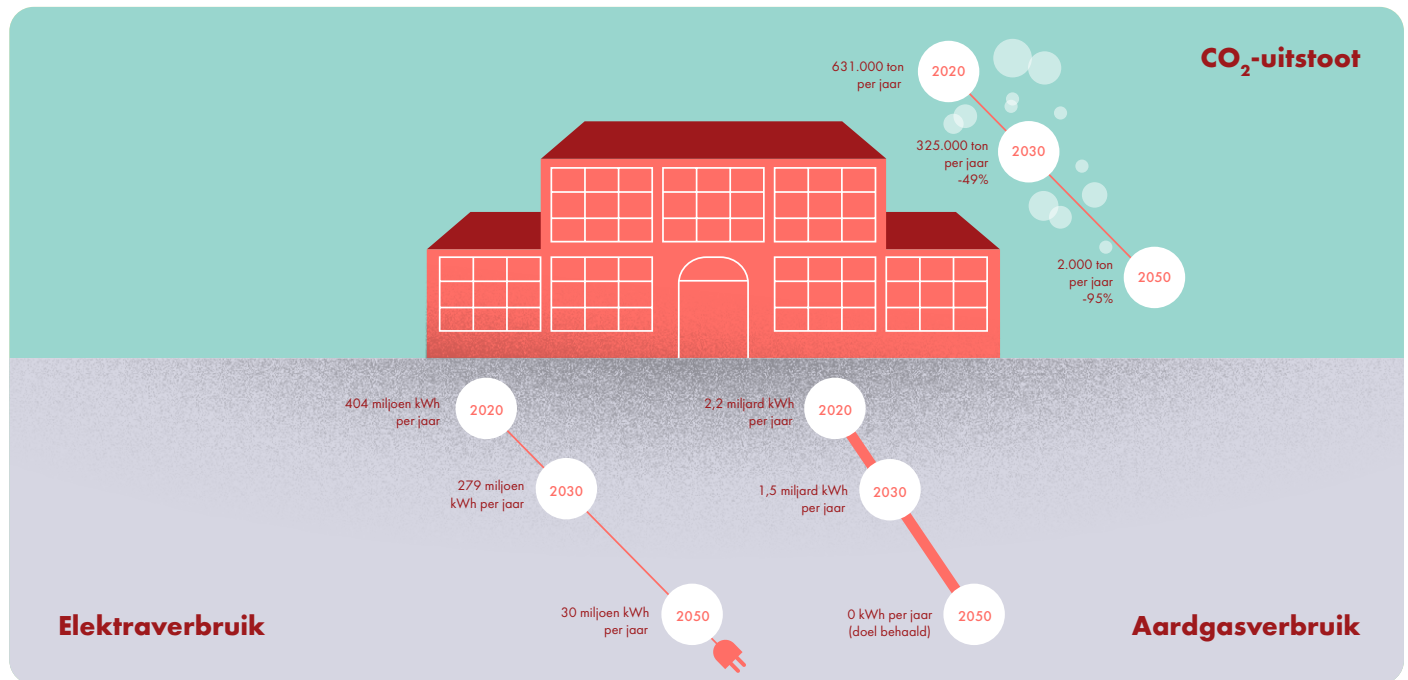 CO₂-uitstoot
631.000 ton
per jaar
2020
325.000 ton
per jaar
-49%
2030
2.000 ton
per jaar
-95%
2050
404 miljoen kWh
per jaar
2020
279 miljoen
kWh per jaar
2030
30 miljoen kWh
per jaar
2050
Elektraverbruik
2,2 miljard kWh
per jaar
2020
1,5 miljard kWh
per jaar
2030
0 kWh per jaar
(doel behaald)
2050
Aardgasverbruik